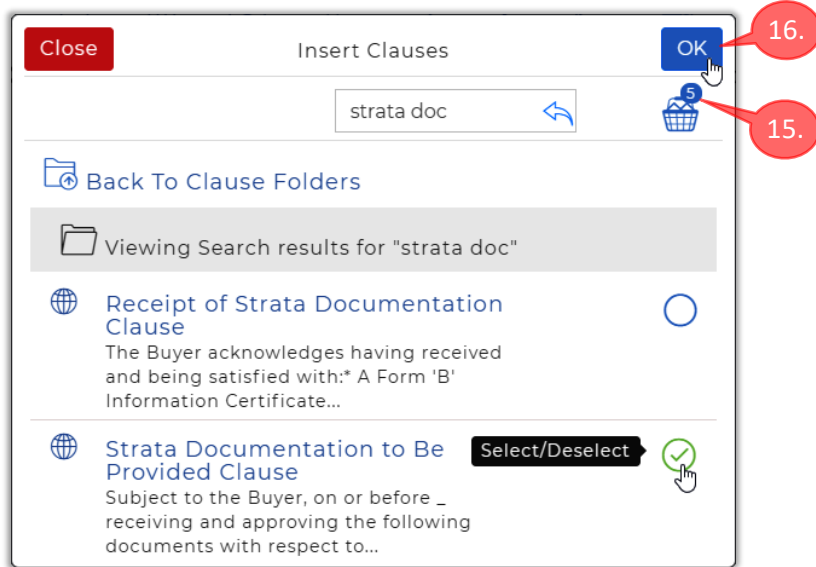 Close
Insert Clauses
OK
16.
strata doc
5
15.
Back To Clause Folders
Viewing Search results for "strata doc"
Receipt of Strata Documentation
Clause
The Buyer acknowledges having received
and being satisfied with:* A Form 'B'
Information Certificate...
Strata Documentation to Be
Provided Clause
Select/Deselect
Subject to the Buyer, on or before _
receiving and approving the following
documents with respect to...